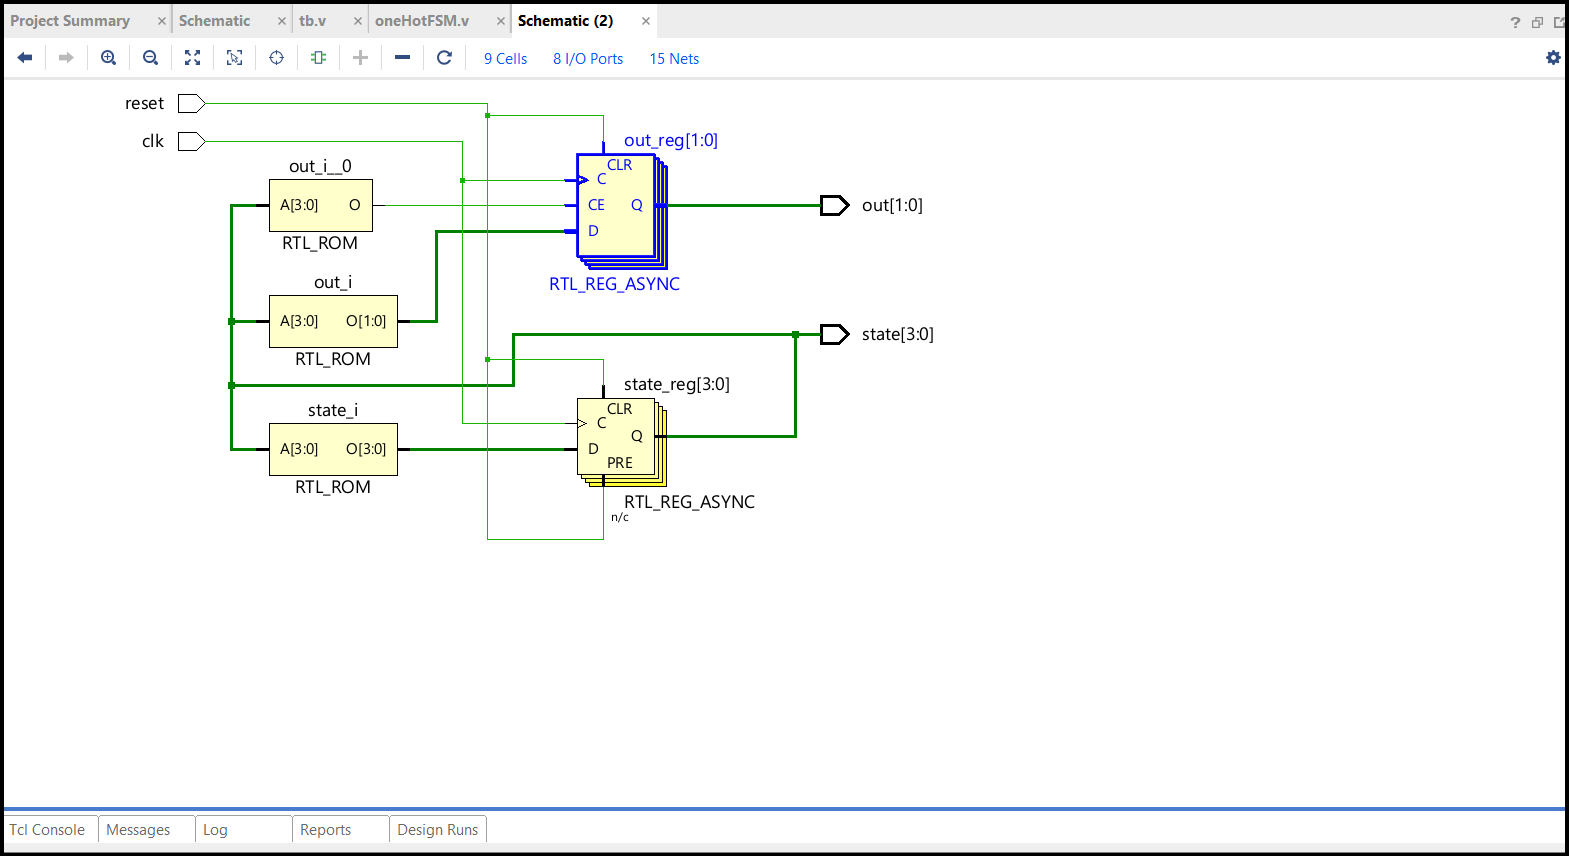 Project Summary × Schematic × tb.v × oneHotFSM.v × Schematic (2) ×
?
9 Cells 8 I/O Ports 15 Nets
reset
clk
out_i__0
A[3:0] O
RTL_ROM
out_i
A[3:0] O[1:0]
RTL_ROM
state_i
A[3:0] O[3:0]
RTL_ROM
out_reg[1:0]
CLR
C
CE Q
D
RTL_REG_ASYNC
out[1:0]
state[3:0]
state_reg[3:0]
CLR
C
Q
D
PRE
RTL_REG_ASYNC
n/c
Tcl Console Messages Log Reports Design Runs